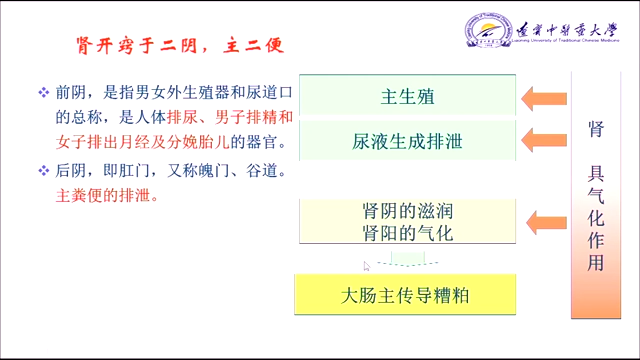 肾开窍于二阴，主二便
遼寧中醫藥大學
Liaoning University of Traditional Chinese Medicine
前阴，是指男女外生殖器和尿道口
的总称，是人体排尿、男子排精和
女子排出月经及分娩胎儿的器官。
后阴，即肛门，又称魄门、谷道。
主粪便的排泄。
主生殖
尿液生成排泄
肾阴的滋润
肾阳的气化
大肠主传导糟粕
肾
具
气
化
作
用